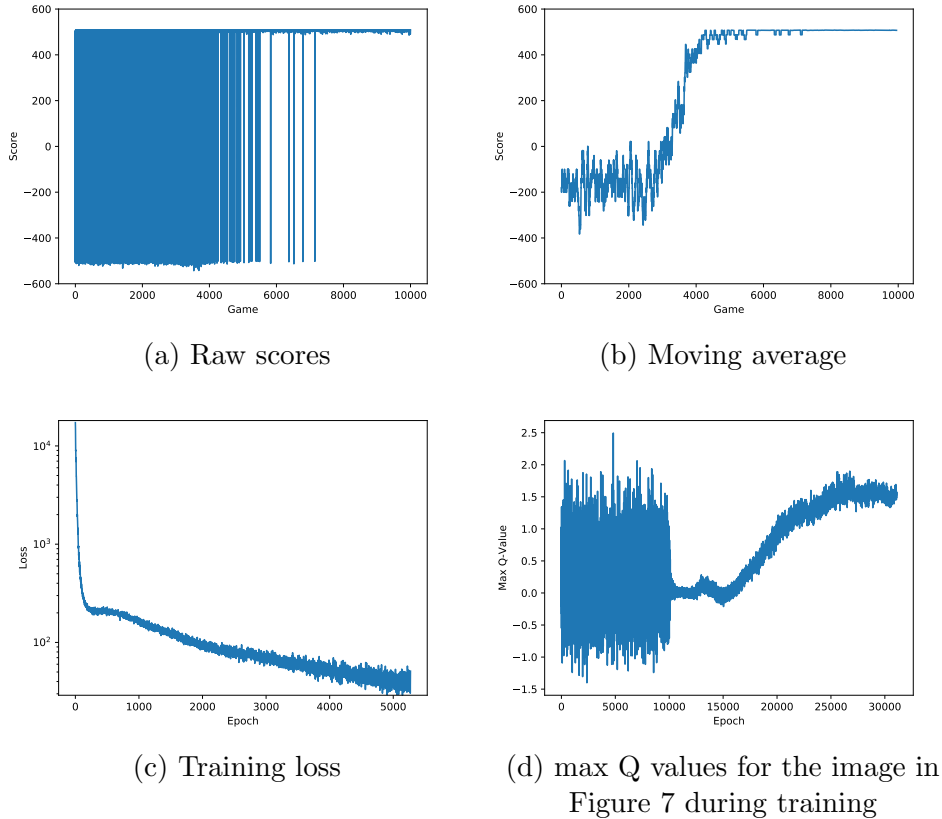 600
400
200
0
−200
−400
−600
Score
0 2000 4000 6000 8000 10000
Game
(a) Raw scores
600
400
200
0
−200
−400
−600
Score
0 2000 4000 6000 8000 10000
Game
(b) Moving average
10^4
10^3
10^2
Loss
0 1000 2000 3000 4000 5000
Epoch
(c) Training loss
2.5
2.0
1.5
1.0
0.5
0.0
−0.5
−1.0
−1.5
Max Q-Value
0 5000 10000 15000 20000 25000 30000
Epoch
(d) max Q values for the image in
Figure 7 during training